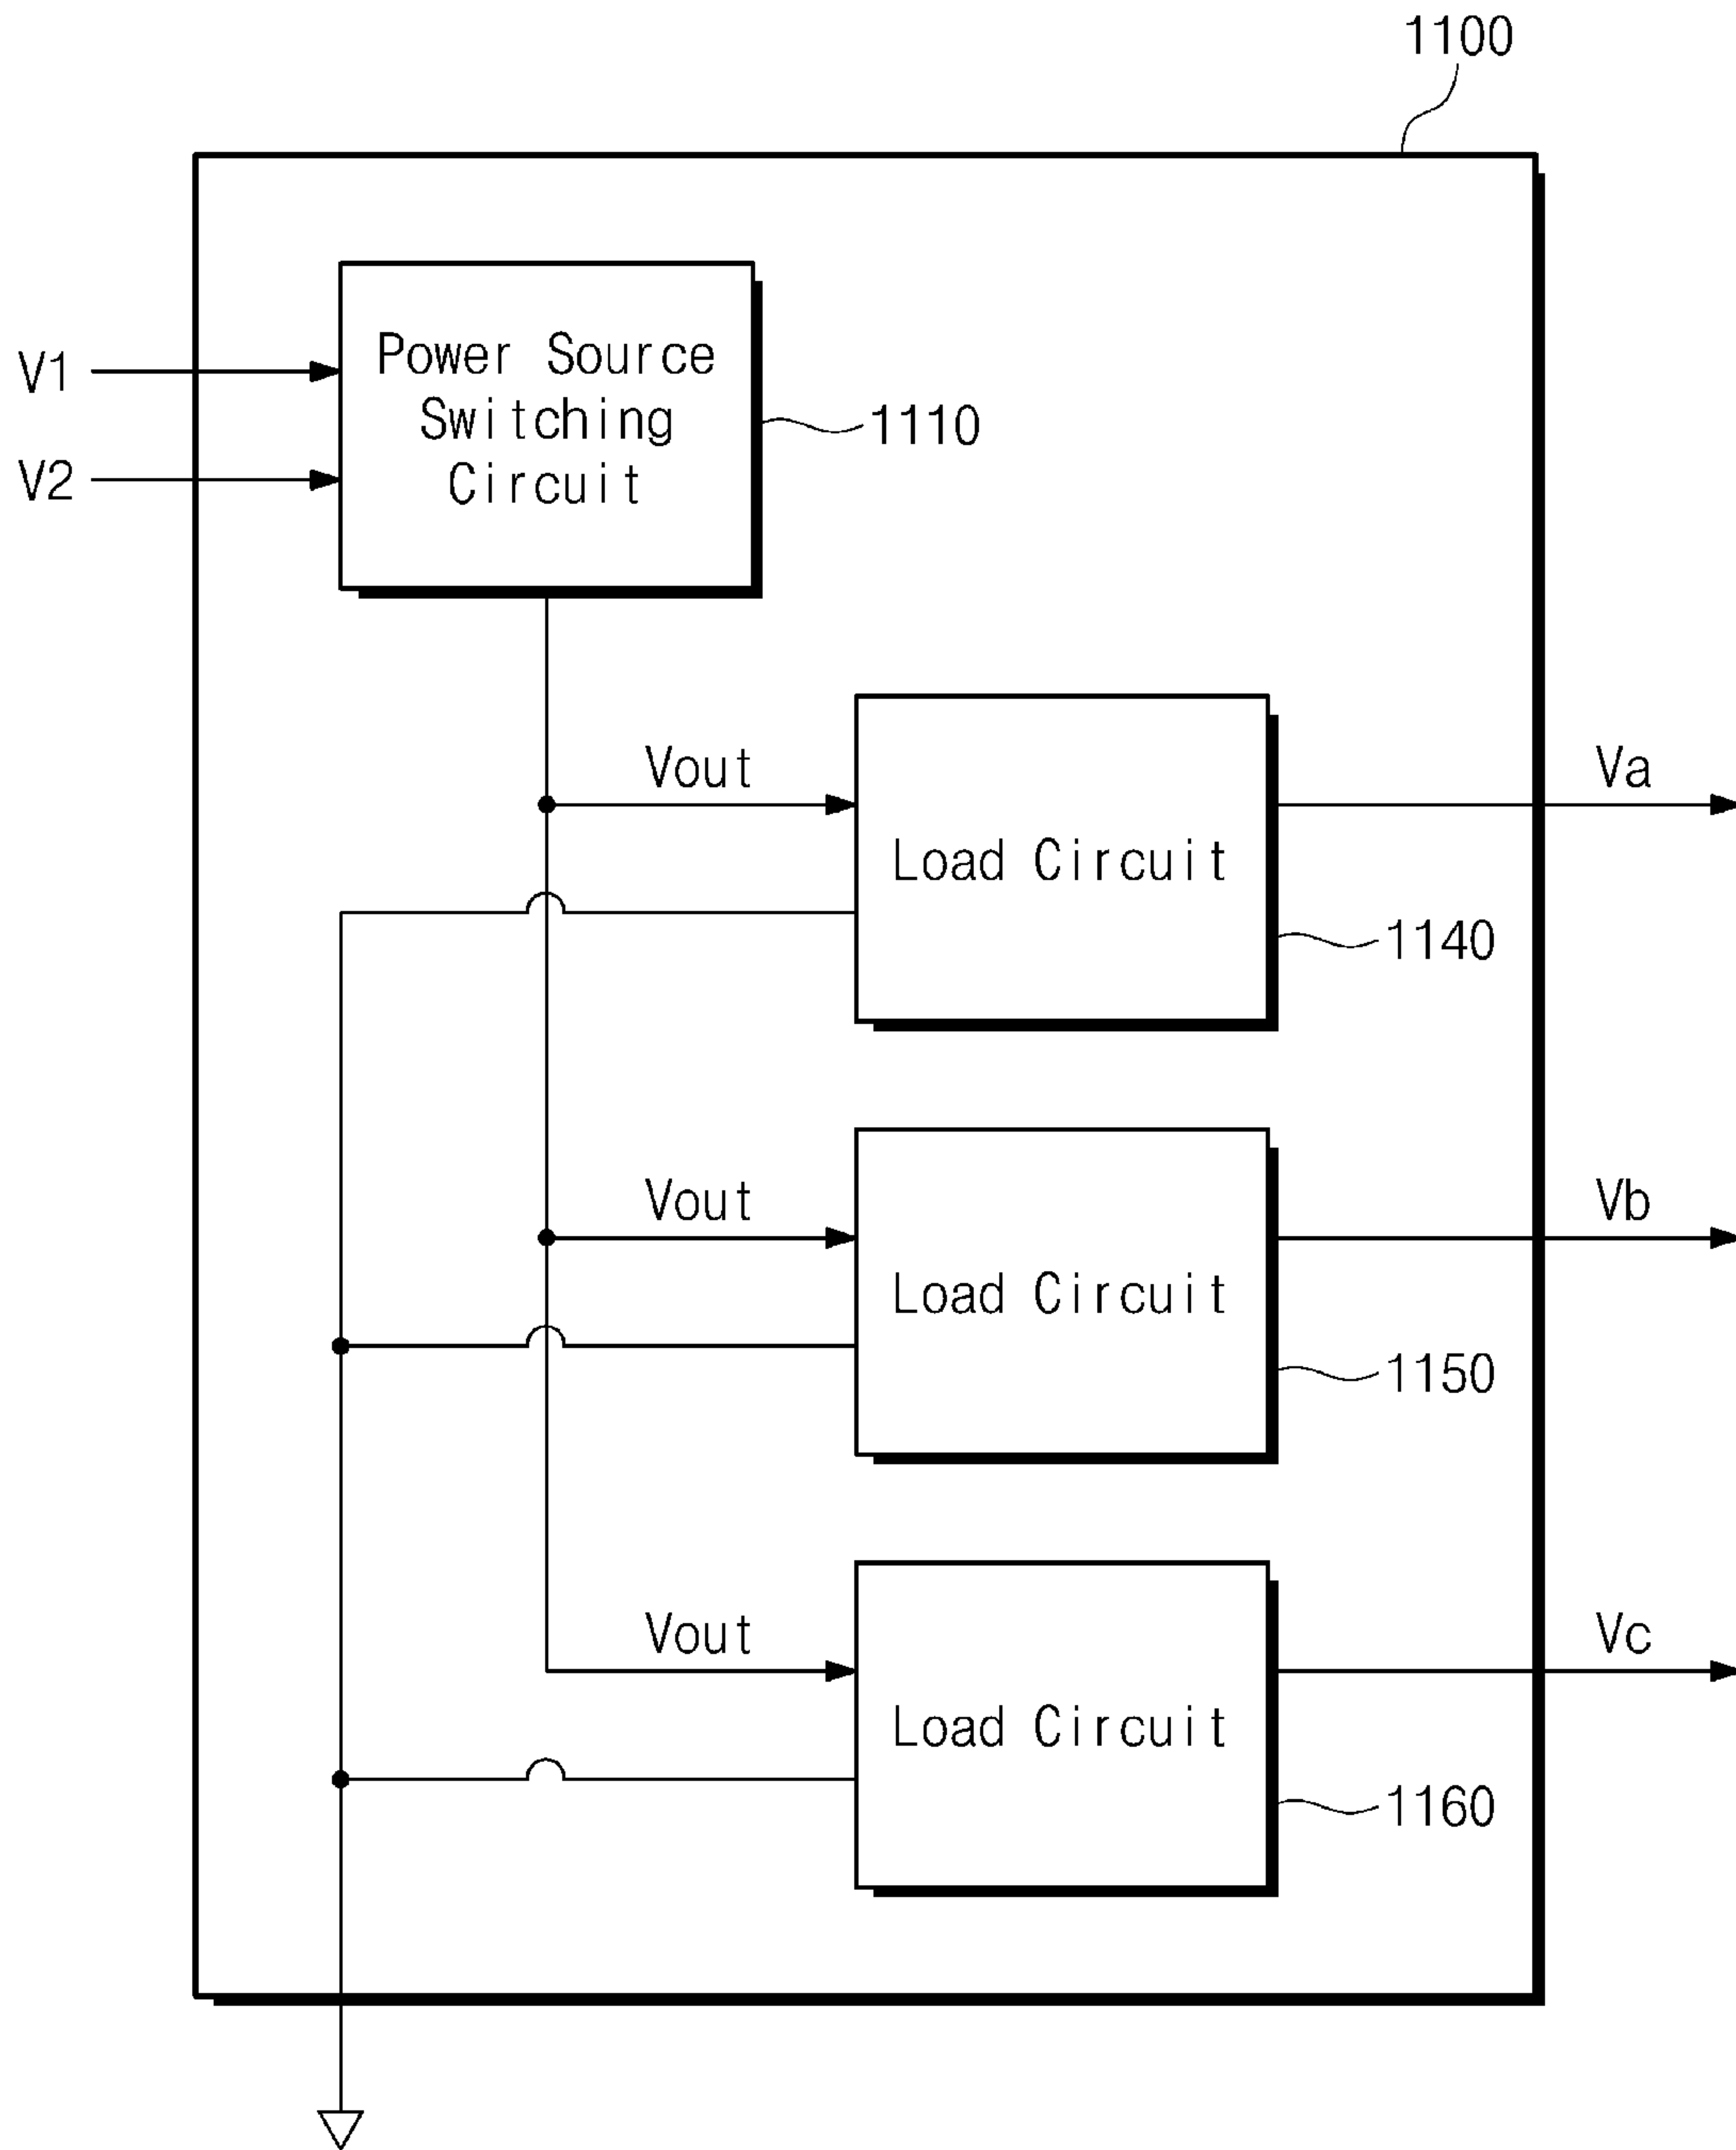 1100
Power Source
Switching
Circuit
V1
V2
1110
Vout
Va
Load Circuit
1140
Vout
Vb
Load Circuit
1150
Vout
Vc
Load Circuit
1160